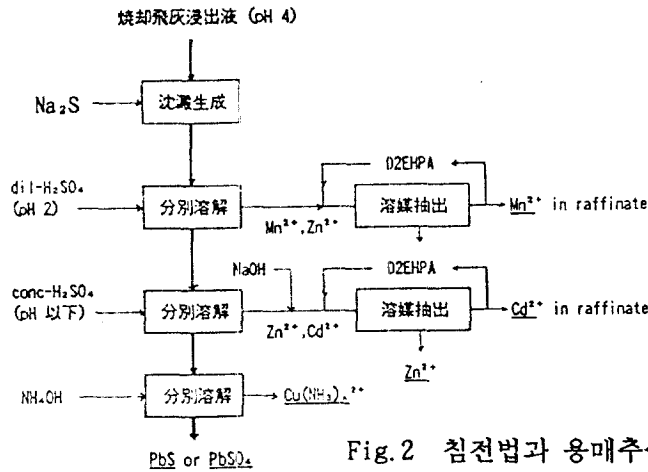 焼却飛灰浸出液 (pH 4)
Na₂S
沈澱生成
D2EHPA
dil-H₂SO₄
(pH 2)
分別溶解
溶媒抽出
Mn²⁺ in raffinate
Mn²⁺,Zn²⁺
NaOH
D2EHPA
conc-H₂SO₄
(pH 以下)
分別溶解
溶媒抽出
Cd²⁺ in raffinate
Zn²⁺,Cd²⁺
Zn²⁺
NH₄OH
分別溶解
Cu(NH₃)₄²⁺
PbS or PbSO₄
Fig.2 침전법과 용매추